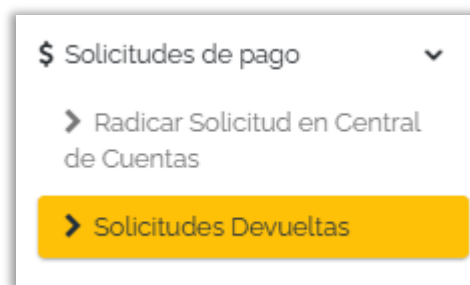 $ Solicitudes de pago
Radicar Solicitud en Central
de Cuentas
Solicitudes Devueltas